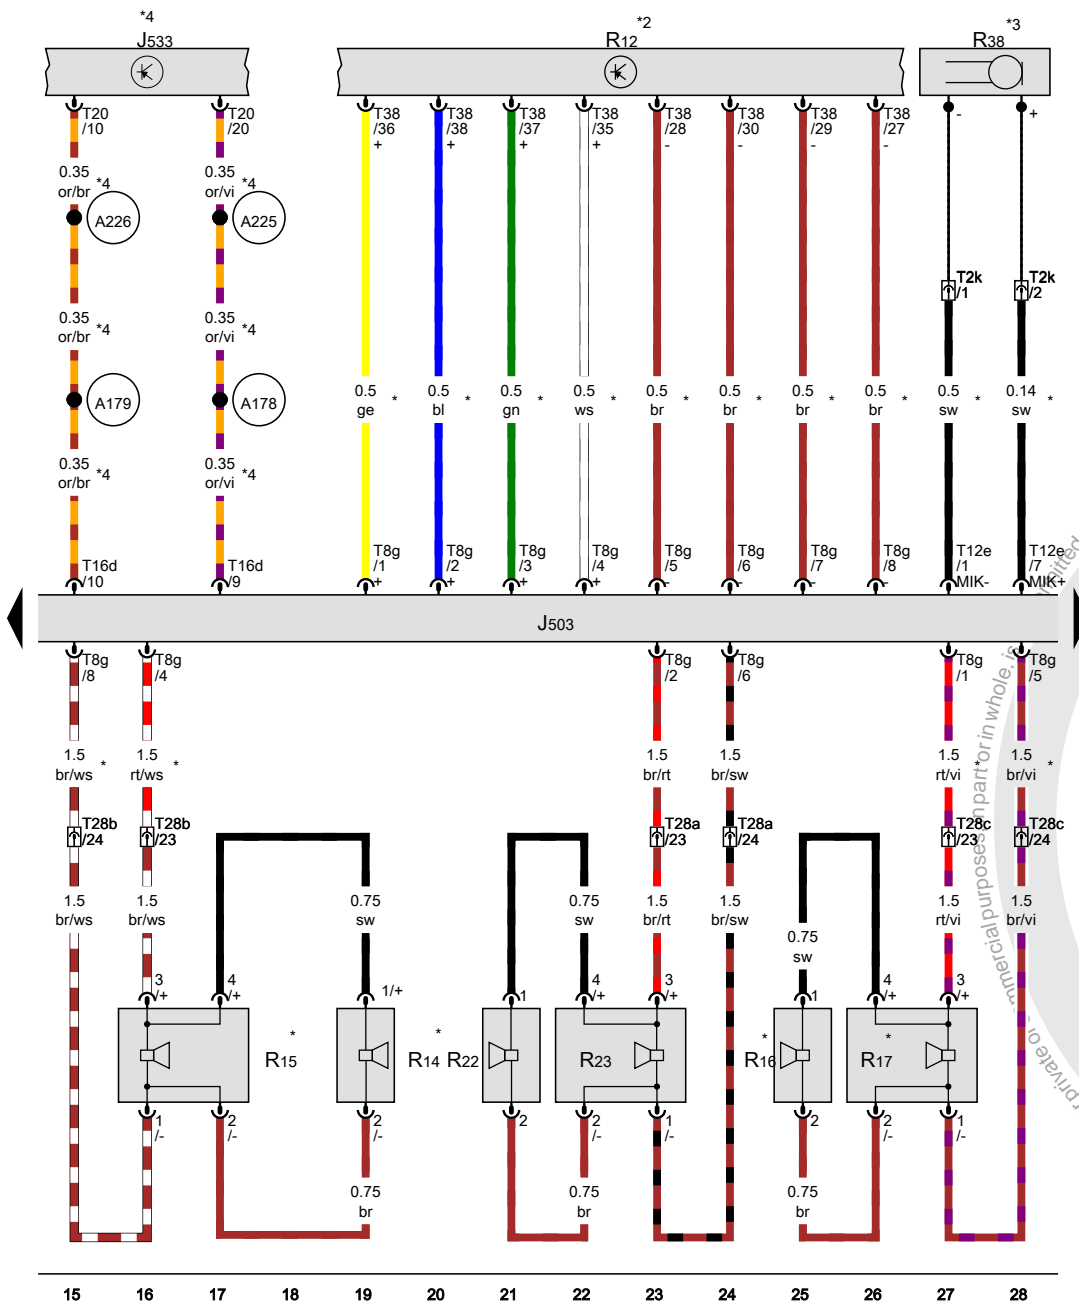 *4 *2 *3
J533 R12 R38
T20 T20 T38 T38 T38 T38 T38 T38 T38 T38
/10 /20 /36 /38 /37 /35 /28 /30 /29 /27 - +
+ + + + - - - -
0.35 *4 0.35 *4
or/br or/vi
A226 A225
T2k T2k
/1 /2
0.35 *4 0.35 *4
or/br or/vi
A179 A178
0.5 * 0.5 * 0.5 * 0.5 * 0.5 * 0.5 * 0.5 * 0.5 * 0.5 * 0.14 *
ge bl gn ws br br br br sw sw
0.35 *4 0.35 *4
or/br or/vi
T16d T16d T8g T8g T8g T8g T8g T8g T8g T8g T12e T12e
/10 /9 /1 /2 /3 /4 /5 /6 /7 /8 /1 /7
+ + + + - - - - MIK- MIK+
J503
T8g T8g T8g T8g T8g T8g
/8 /4 /2 /6 /1 /5
1.5 1.5 1.5 1.5 1.5 1.5
br/ws * rt/ws * br/rt br/sw rt/vi * br/vi *
T28b T28b T28a T28a T28c T28c
/24 /23 /23 /24 /23 /24
1.5 1.5 0.75 0.75 1.5 1.5 1.5 1.5
br/ws br/ws sw sw br/rt br/sw rt/vi br/vi
0.75
sw
3 4 1/+ 1 4 3 1 4 3
/+ /+ /+ /+ /+ /+
R15 * R14 * R22 R23 R16 * R17 *
1 2 2 2 2 1 2 2 1
/- /- /- /- /- /- /-
0.75 0.75 0.75
br br br
15 16 17 18 19 20 21 22 23 24 25 26 27 28
private or commercial purposes, in part or in whole, is